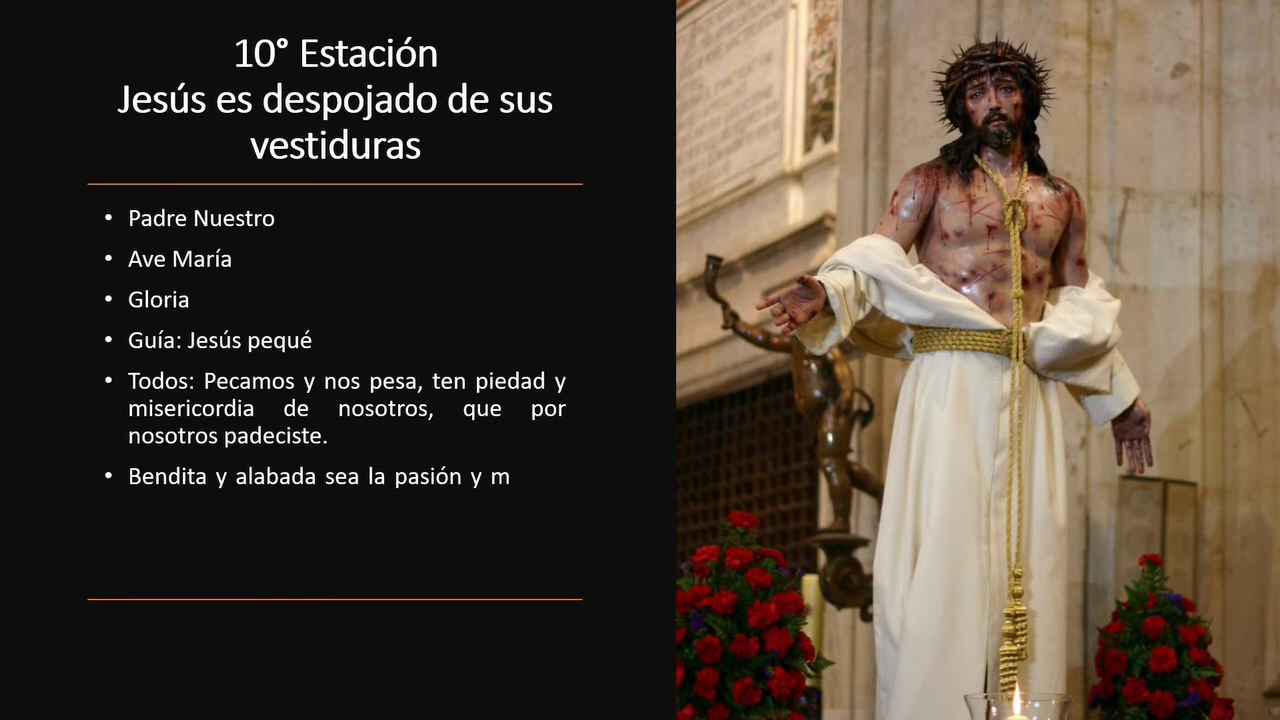 10° Estación
Jesús es despojado de sus
vestiduras
• Padre Nuestro
• Ave María
• Gloria
• Guía: Jesús pequé
• Todos: Pecamos y nos pesa, ten piedad y
misericordia de nosotros, que por
nosotros padeciste.
• Bendita y alabada sea la pasión y m